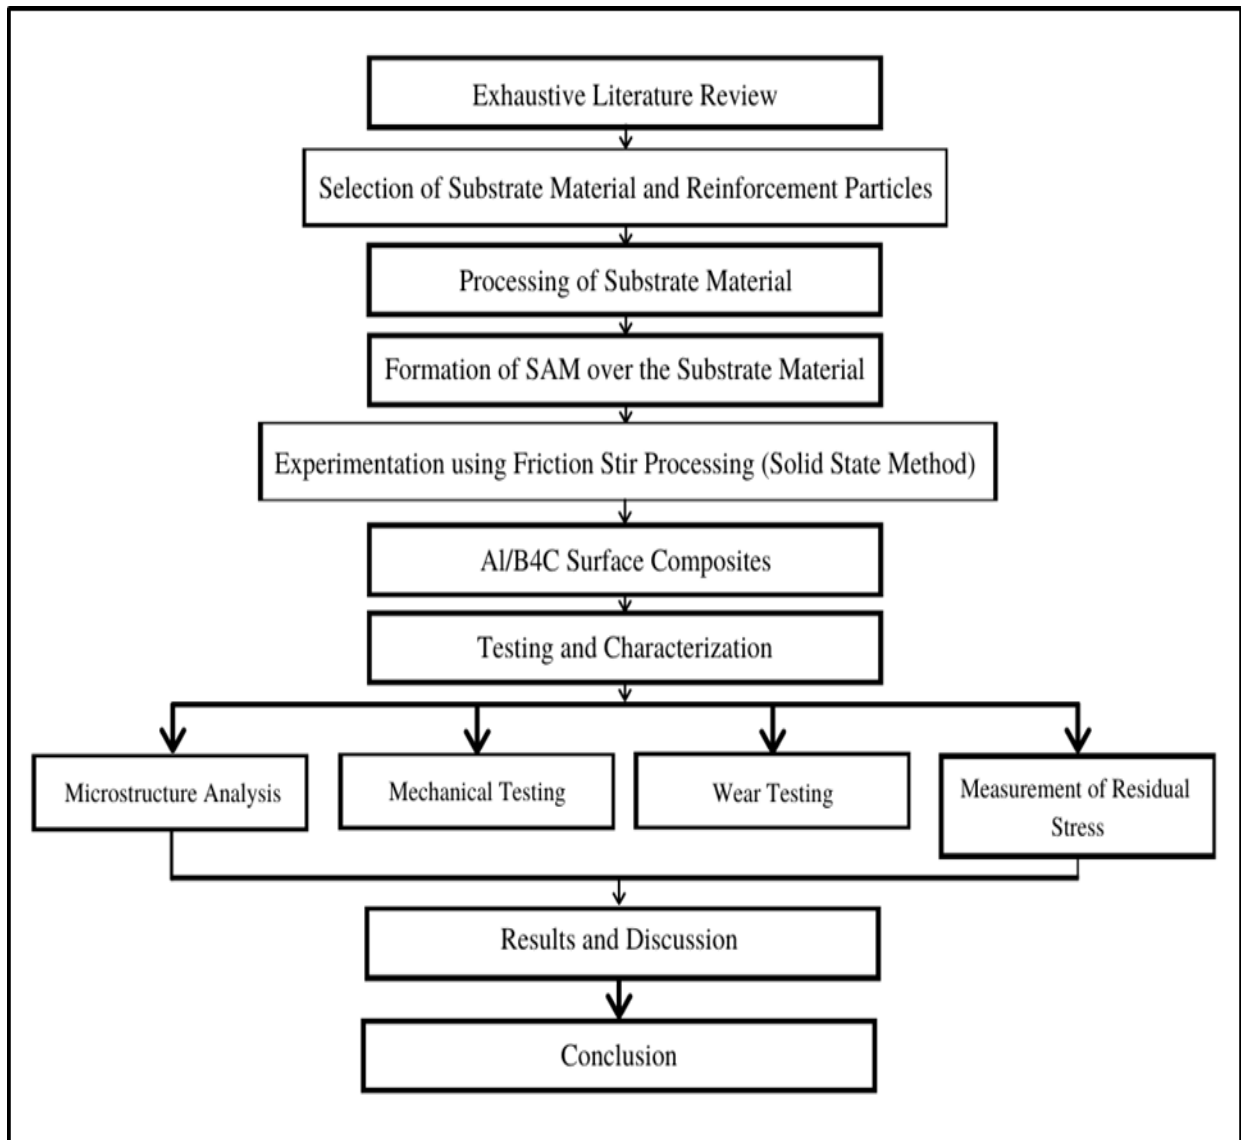 Exhaustive Literature Review
Selection of Substrate Material and Reinforcement Particles
Processing of Substrate Material
Formation of SAM over the Substrate Material
Experimentation using Friction Stir Processing (Solid State Method)
Al/B4C Surface Composites
Testing and Characterization
Microstructure Analysis
Mechanical Testing
Wear Testing
Measurement of Residual
Stress
Results and Discussion
Conclusion